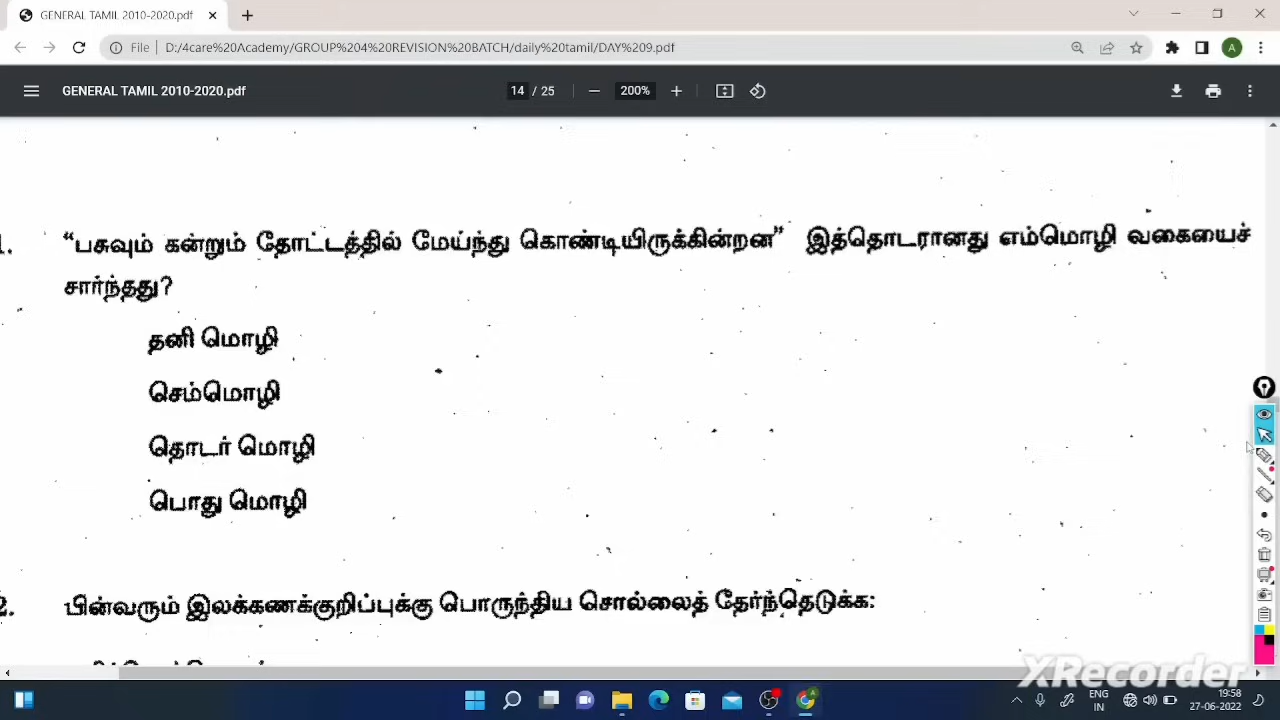 GENERAL TAMIL 2010-2020.pdf
File | D:/4care%20Academy/GROUP%204%20REVISION%20BATCH/daily%20tamil/DAY%209.pdf
A
GENERAL TAMIL 2010-2020.pdf
14 / 25
200%
“பசுவும் கன்றும் தோட்டத்தில் மேய்ந்து கொண்டியிருக்கின்றன” இத்தொடரானது எம்மொழி வகையைச்
சார்ந்தது?
தனி மொழி
செம்மொழி
தொடர் மொழி
பொது மொழி
2. பின்வரும் இலக்கணக்குறிப்புக்கு பொருந்திய சொல்லைத் தேர்ந்தெடுக்க:
XRecorder
ENG
IN
19:58
27-06-2022